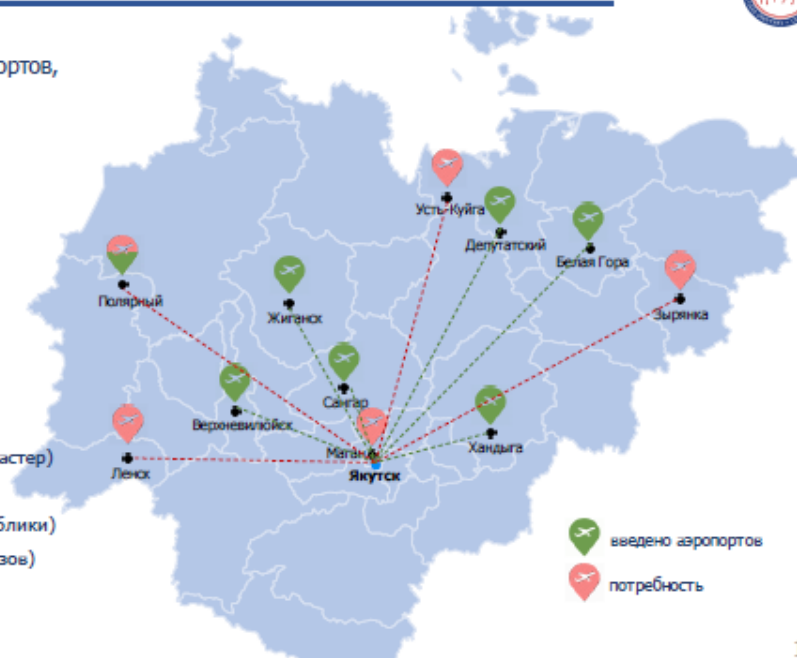 ортов,
Усть-Куйга
Депутатский
Белая Гора
Полярный
Жиганск
Зырянка
Сангар
Верхневилюйск
Маган
Хандыга
Якутск
Ленск
астер)
блики)
зов)
введено аэропортов
потребность